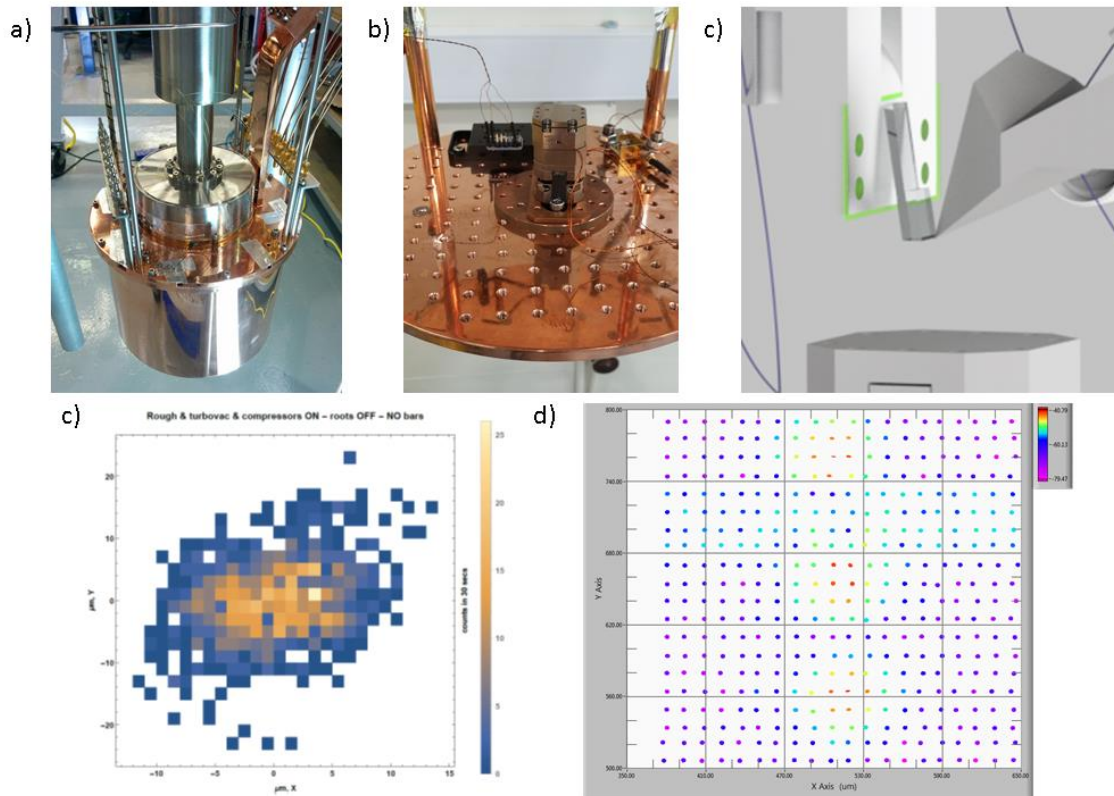 a)
b)
c)
c)
Rough & turbovac & compressors ON – roots OFF – NO bars
20
10
0
−10
−20
μm, Y
−10
−5
0
5
10
15
μm, X
25
20
15
10
5
0
counts in 30 secs
d)
800.00
740.00
680.00
620.00
560.00
500.00
Y Axis
350.00
410.00
470.00
530.00
590.00
650.00
X Axis (um)
-40.79
-60.13
-79.47